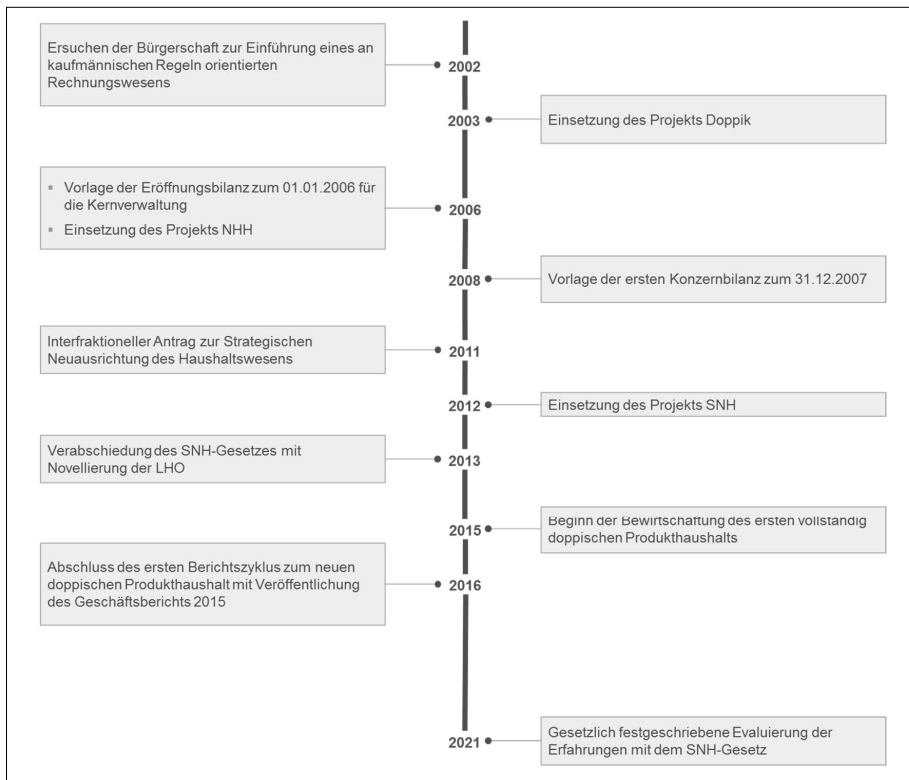 Ersuchen der Bürgerschaft zur Einführung eines an
kaufmännischen Regeln orientierten
Rechnungswesens
2002
2003
Einsetzung des Projekts Doppik
▪ Vorlage der Eröffnungsbilanz zum 01.01.2006 für
die Kernverwaltung
▪ Einsetzung des Projekts NHH
2006
2008
Vorlage der ersten Konzernbilanz zum 31.12.2007
Interfraktioneller Antrag zur Strategischen
Neuausrichtung des Haushaltswesens
2011
2012
Einsetzung des Projekts SNH
Verabschiedung des SNH-Gesetzes mit
Novellierung der LHO
2013
2015
Beginn der Bewirtschaftung des ersten vollständig
doppischen Produkthaushalts
Abschluss des ersten Berichtszyklus zum neuen
doppischen Produkthaushalt mit Veröffentlichung
des Geschäftsberichts 2015
2016
2021
Gesetzlich festgeschriebene Evaluierung der
Erfahrungen mit dem SNH-Gesetz